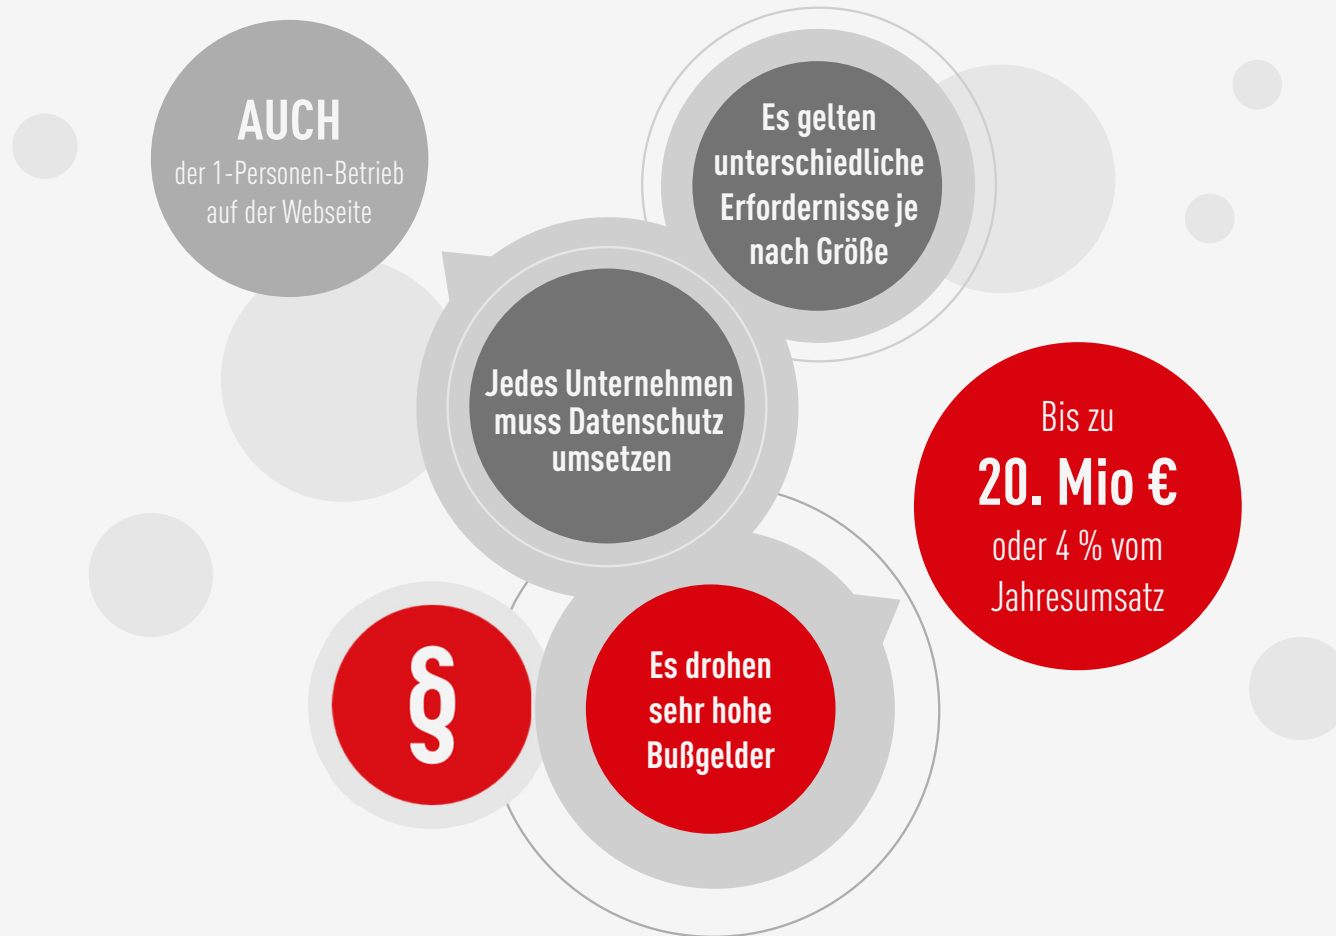 AUCH
der 1-Personen-Betrieb
auf der Webseite
Es gelten
unterschiedliche
Erfordernisse je
nach Größe
Jedes Unternehmen
muss Datenschutz
umsetzen
Bis zu
20. Mio €
oder 4 % vom
Jahresumsatz
§
Es drohen
sehr hohe
Bußgelder